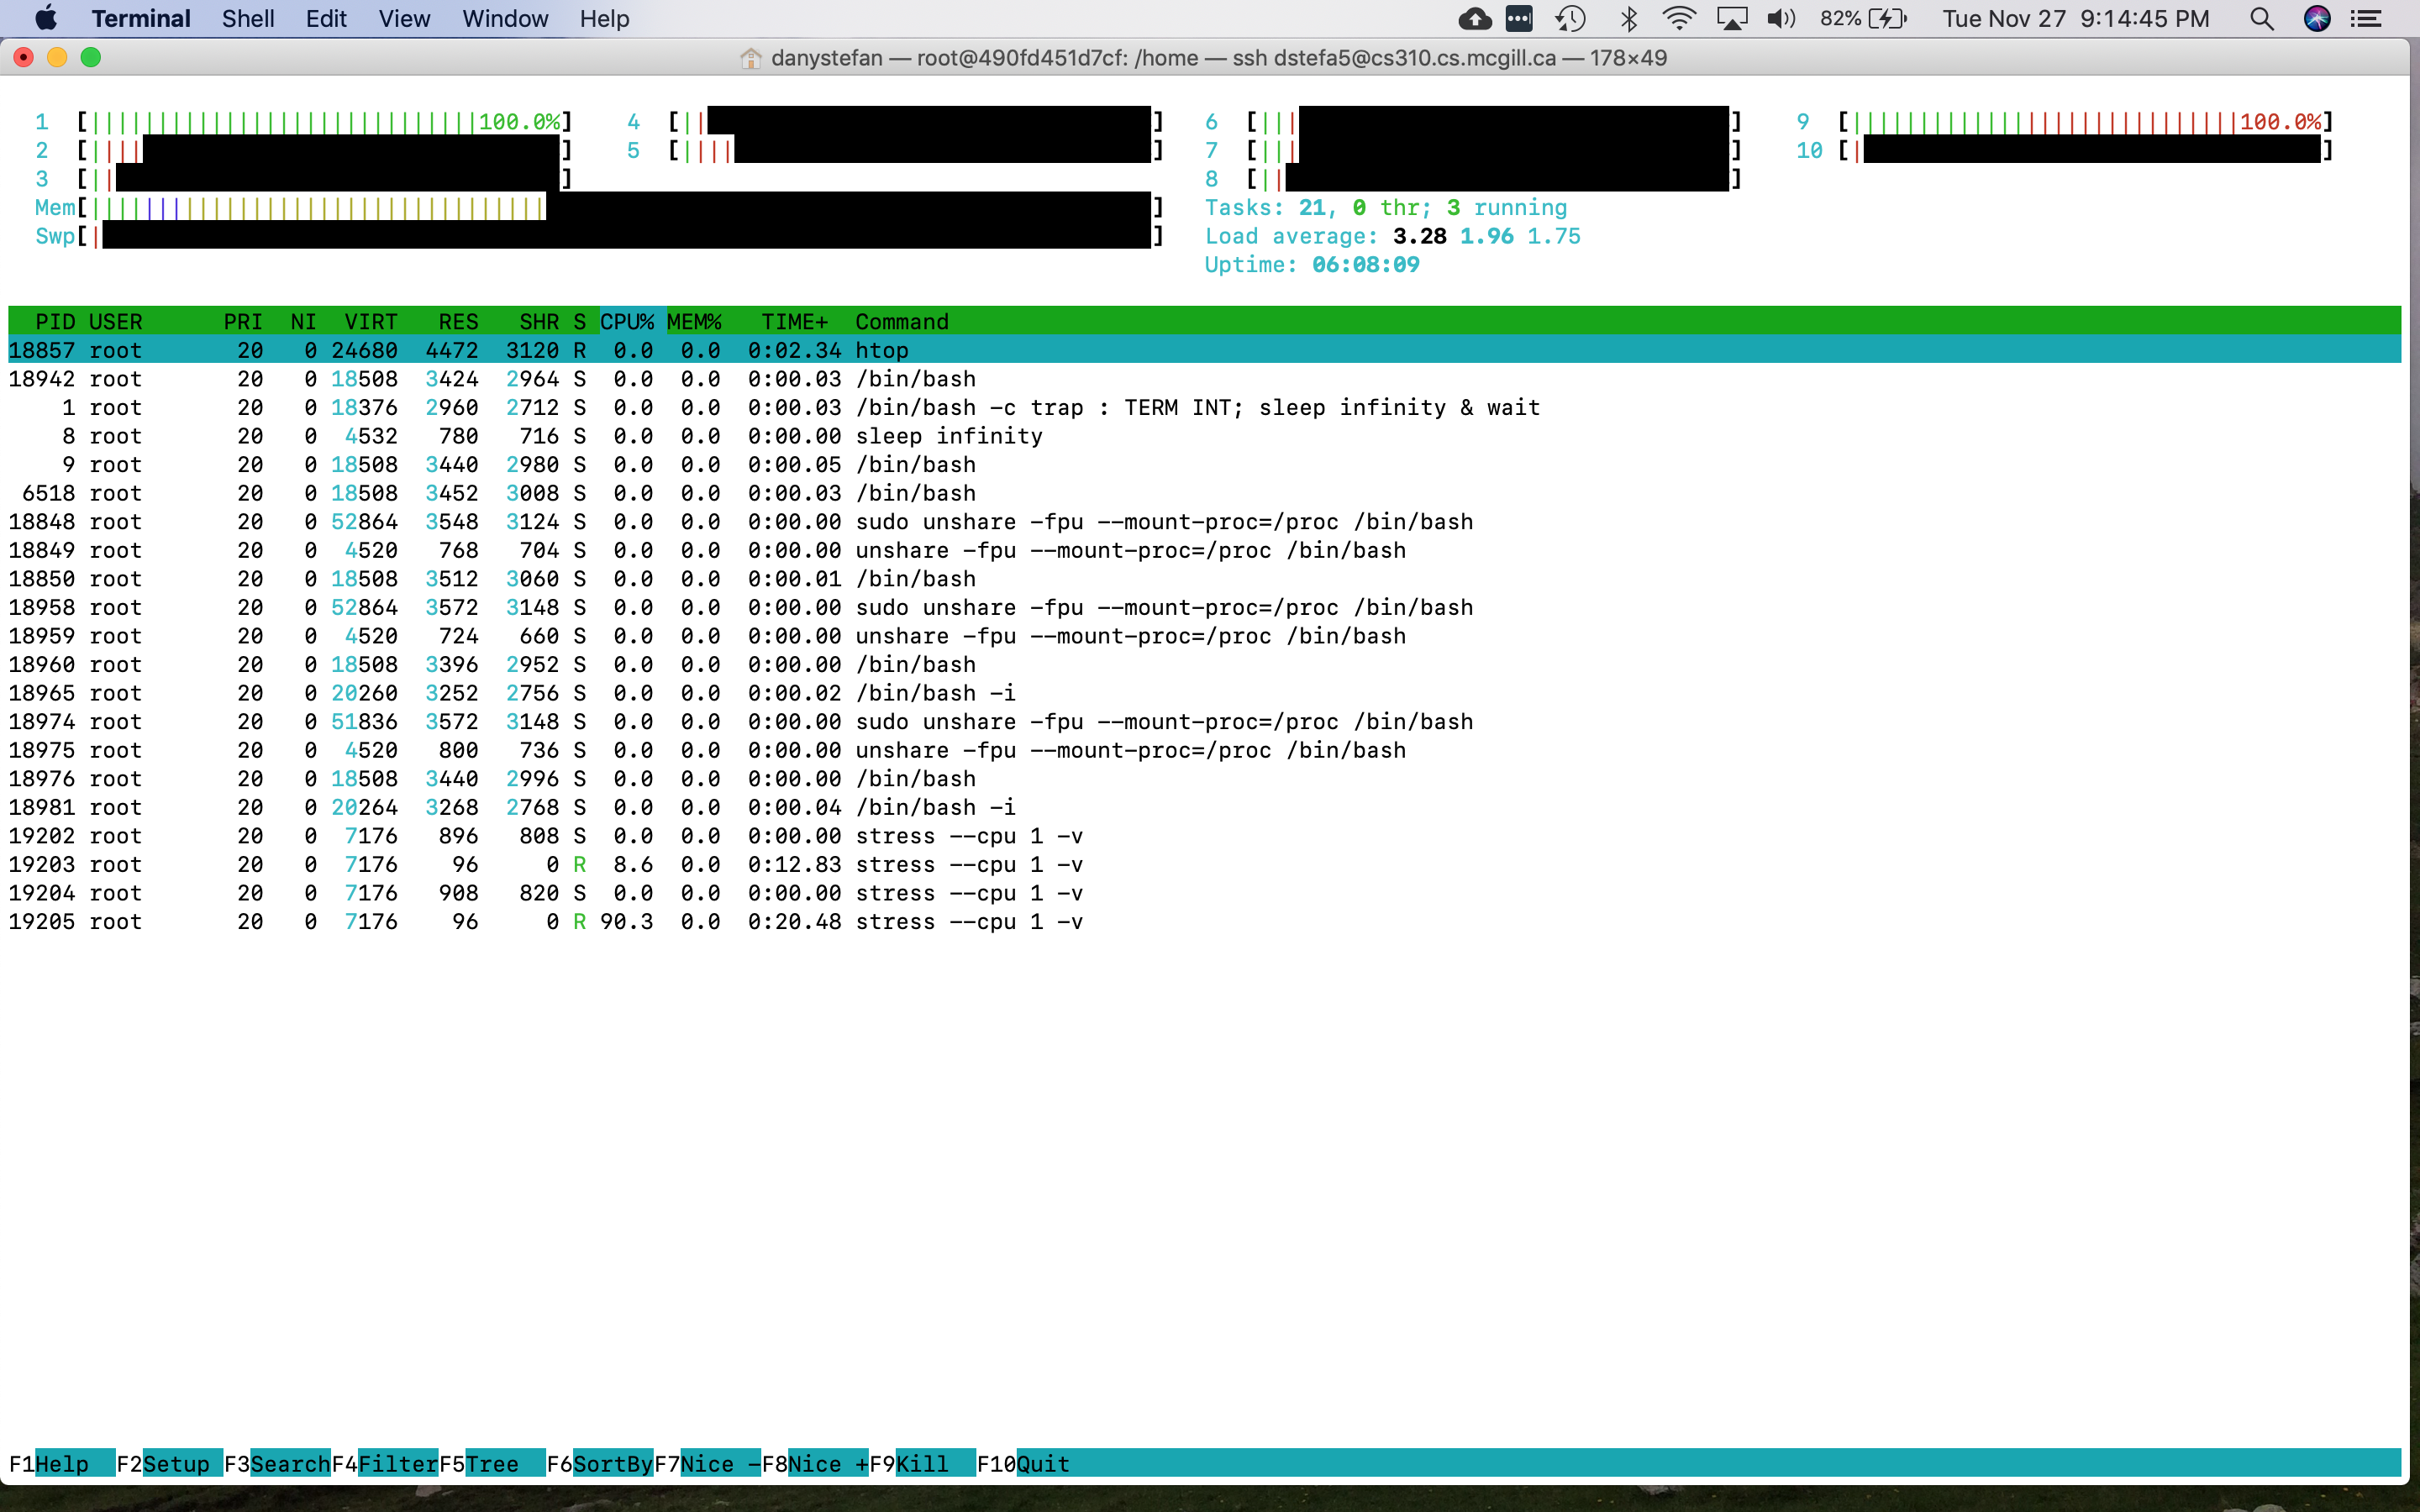 Terminal Shell Edit View Window Help 82% Tue Nov 27 9:14:45 PM
danystefan — root@490fd451d7cf: /home — ssh dstefa5@cs310.cs.mcgill.ca — 178×49
1 [||||||||||||||||||||||||||||||100.0%] 4 [|| ] 6 [||| ] 9 [||||||||||||||||||||||||||||||100.0%]
2 [|||| ] 5 [|||| ] 7 [||| ] 10 [| ]
3 [|| ] 8 [|| ]
Mem[|||||||||||||||||||||||||||||||||| ] Tasks: 21, 0 thr; 3 running
Swp[| ] Load average: 3.28 1.96 1.75
Uptime: 06:08:09
PID USER PRI NI VIRT RES SHR S CPU% MEM% TIME+ Command
18857 root 20 0 24680 4472 3120 R 0.0 0.0 0:02.34 htop
18942 root 20 0 18508 3424 2964 S 0.0 0.0 0:00.03 /bin/bash
1 root 20 0 18376 2960 2712 S 0.0 0.0 0:00.03 /bin/bash -c trap : TERM INT; sleep infinity & wait
8 root 20 0 4532 780 716 S 0.0 0.0 0:00.00 sleep infinity
9 root 20 0 18508 3440 2980 S 0.0 0.0 0:00.05 /bin/bash
6518 root 20 0 18508 3452 3008 S 0.0 0.0 0:00.03 /bin/bash
18848 root 20 0 52864 3548 3124 S 0.0 0.0 0:00.00 sudo unshare -fpu --mount-proc=/proc /bin/bash
18849 root 20 0 4520 768 704 S 0.0 0.0 0:00.00 unshare -fpu --mount-proc=/proc /bin/bash
18850 root 20 0 18508 3512 3060 S 0.0 0.0 0:00.01 /bin/bash
18958 root 20 0 52864 3572 3148 S 0.0 0.0 0:00.00 sudo unshare -fpu --mount-proc=/proc /bin/bash
18959 root 20 0 4520 724 660 S 0.0 0.0 0:00.00 unshare -fpu --mount-proc=/proc /bin/bash
18960 root 20 0 18508 3396 2952 S 0.0 0.0 0:00.00 /bin/bash
18965 root 20 0 20260 3252 2756 S 0.0 0.0 0:00.02 /bin/bash -i
18974 root 20 0 51836 3572 3148 S 0.0 0.0 0:00.00 sudo unshare -fpu --mount-proc=/proc /bin/bash
18975 root 20 0 4520 800 736 S 0.0 0.0 0:00.00 unshare -fpu --mount-proc=/proc /bin/bash
18976 root 20 0 18508 3440 2996 S 0.0 0.0 0:00.00 /bin/bash
18981 root 20 0 20264 3268 2768 S 0.0 0.0 0:00.04 /bin/bash -i
19202 root 20 0 7176 896 808 S 0.0 0.0 0:00.00 stress --cpu 1 -v
19203 root 20 0 7176 96 0 R 8.6 0.0 0:12.83 stress --cpu 1 -v
19204 root 20 0 7176 908 820 S 0.0 0.0 0:00.00 stress --cpu 1 -v
19205 root 20 0 7176 96 0 R 90.3 0.0 0:20.48 stress --cpu 1 -v
F1Help F2Setup F3SearchF4FilterF5Tree F6SortByF7Nice -F8Nice +F9Kill F10Quit